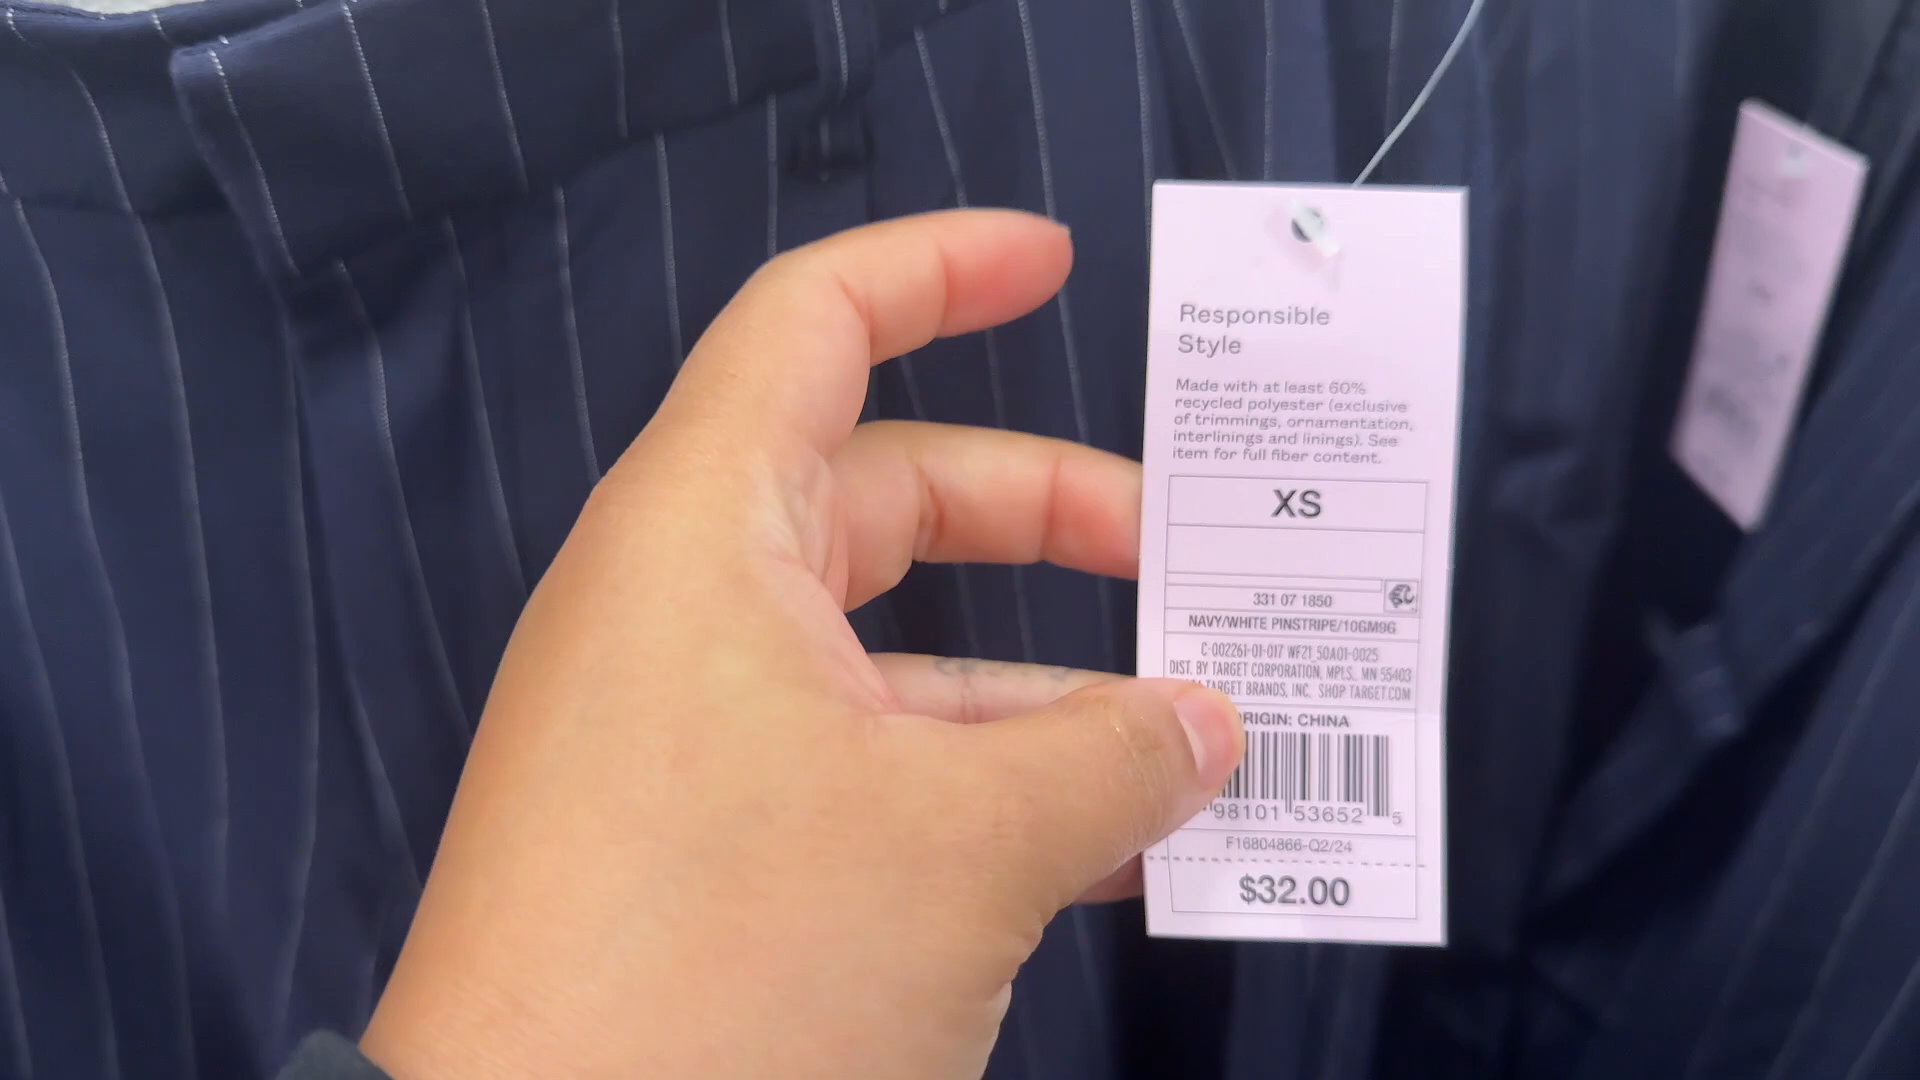 Responsible
Style
Made with at least 60%
recycled polyester (exclusive
of trimmings, ornamentation,
interlinings and linings). See
item for full fiber content.
XS
331 07 1850
NAVY/WHITE PINSTRIPE/106M9G
C-002261-01-017 WF21 50A01-0025
DIST. BY TARGET CORPORATION, MPLS., MN 55403
TARGET BRANDS, INC. SHOP TARGET.COM
RIGIN: CHINA
98101 53652 5
F16804866-Q2/24
$32.00